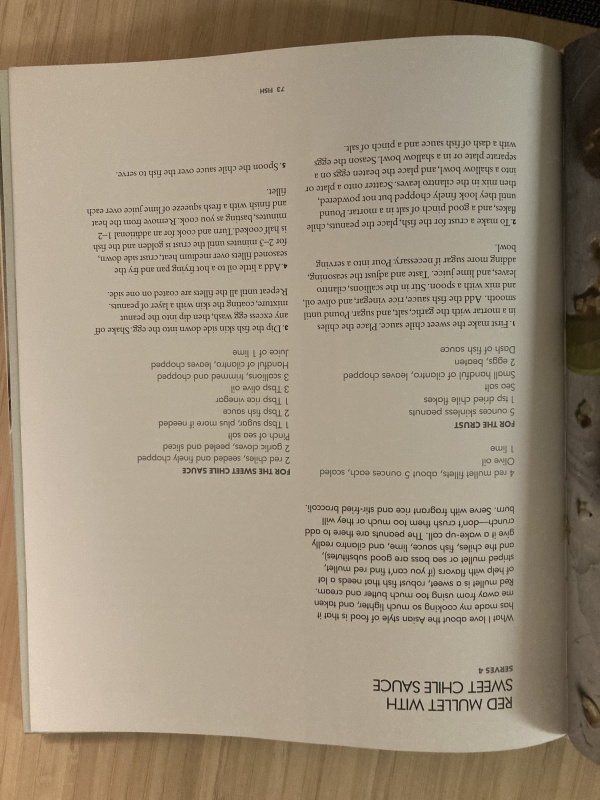 RED MULLET WITH
SWEET CHILE SAUCE
SERVES 4
What I love about the Asian style of food is that it
has made my cooking so much lighter, and taken
me away from using too much butter and cream.
Red mullet is a sweet, robust fish that needs a lot
of help with flavors (if you can't find red mullet,
striped mullet or sea bass are good substitutes),
and the chiles, fish sauce, lime, and cilantro really
give it a wake-up call. The peanuts are there to add
crunch—don't crush them too much or they will
burn. Serve with fragrant rice and stir-fried broccoli.
4 red mullet fillets, about 5 ounces each, scaled
Olive oil
1 lime
FOR THE CRUST
5 ounces skinless peanuts
1 tsp dried chile flakes
Sea salt
Small handful of cilantro, leaves chopped
2 eggs, beaten
Dash of fish sauce
FOR THE SWEET CHILE SAUCE
2 red chiles, seeded and finely chopped
2 garlic cloves, peeled and sliced
Pinch of sea salt
1 Tbsp sugar, plus more if needed
2 Tbsp fish sauce
1 Tbsp rice vinegar
3 Tbsp olive oil
3 scallions, trimmed and chopped
Handful of cilantro, leaves chopped
Juice of 1 lime
1. First make the sweet chile sauce. Place the chiles
in a mortar with the garlic, salt, and sugar. Pound until
smooth. Add the fish sauce, rice vinegar, and olive oil,
and mix with a spoon. Stir in the scallions, cilantro
leaves, and lime juice. Taste and adjust the seasoning,
adding more sugar if necessary. Pour into a serving
bowl.
2. To make a crust for the fish, place the peanuts, chile
flakes, and a good pinch of salt in a mortar. Pound
until they look finely chopped but not powdered,
then mix in the cilantro leaves. Scatter onto a plate or
into a shallow bowl, and place the beaten eggs on a
separate plate or in a shallow bowl. Season the eggs
with a dash of fish sauce and a pinch of salt.
3. Dip the fish skin side down into the egg. Shake off
any excess egg wash, then dip into the peanut
mixture, coating the skin with a layer of peanuts.
Repeat until all the fillets are coated on one side.
4. Add a little oil to a hot frying pan and fry the
seasoned fillets over medium heat, crust side down,
for 2–3 minutes until the crust is golden and the fish
is half cooked. Turn and cook for an additional 1–2
minutes, basting as you cook. Remove from the heat
and finish with a fresh squeeze of lime juice over each
fillet.
5. Spoon the chile sauce over the fish to serve.
73 FISH